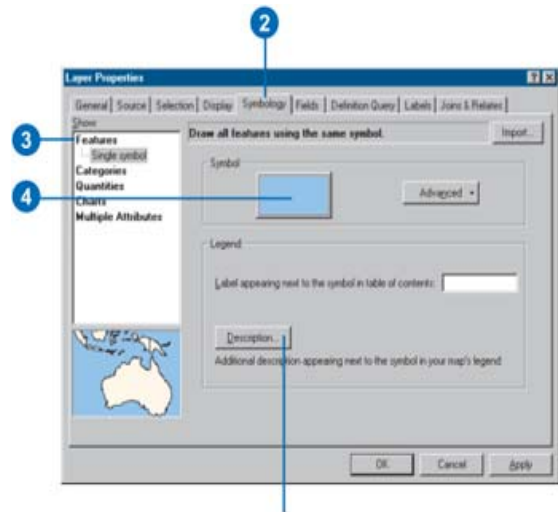 2
Layer Properties
General Source Selection Display Symbology Fields Definition Query Labels Joins & Relates
Show:
3
Features
Single symbol
Categories
Quantities
Charts
Multiple Attributes
Draw all features using the same symbol.
Import...
Symbol
4
Advanced
Legend
Label appearing next to the symbol in table of contents:
Description...
Additional description appearing next to the symbol in your map's legend
OK
Cancel
Apply